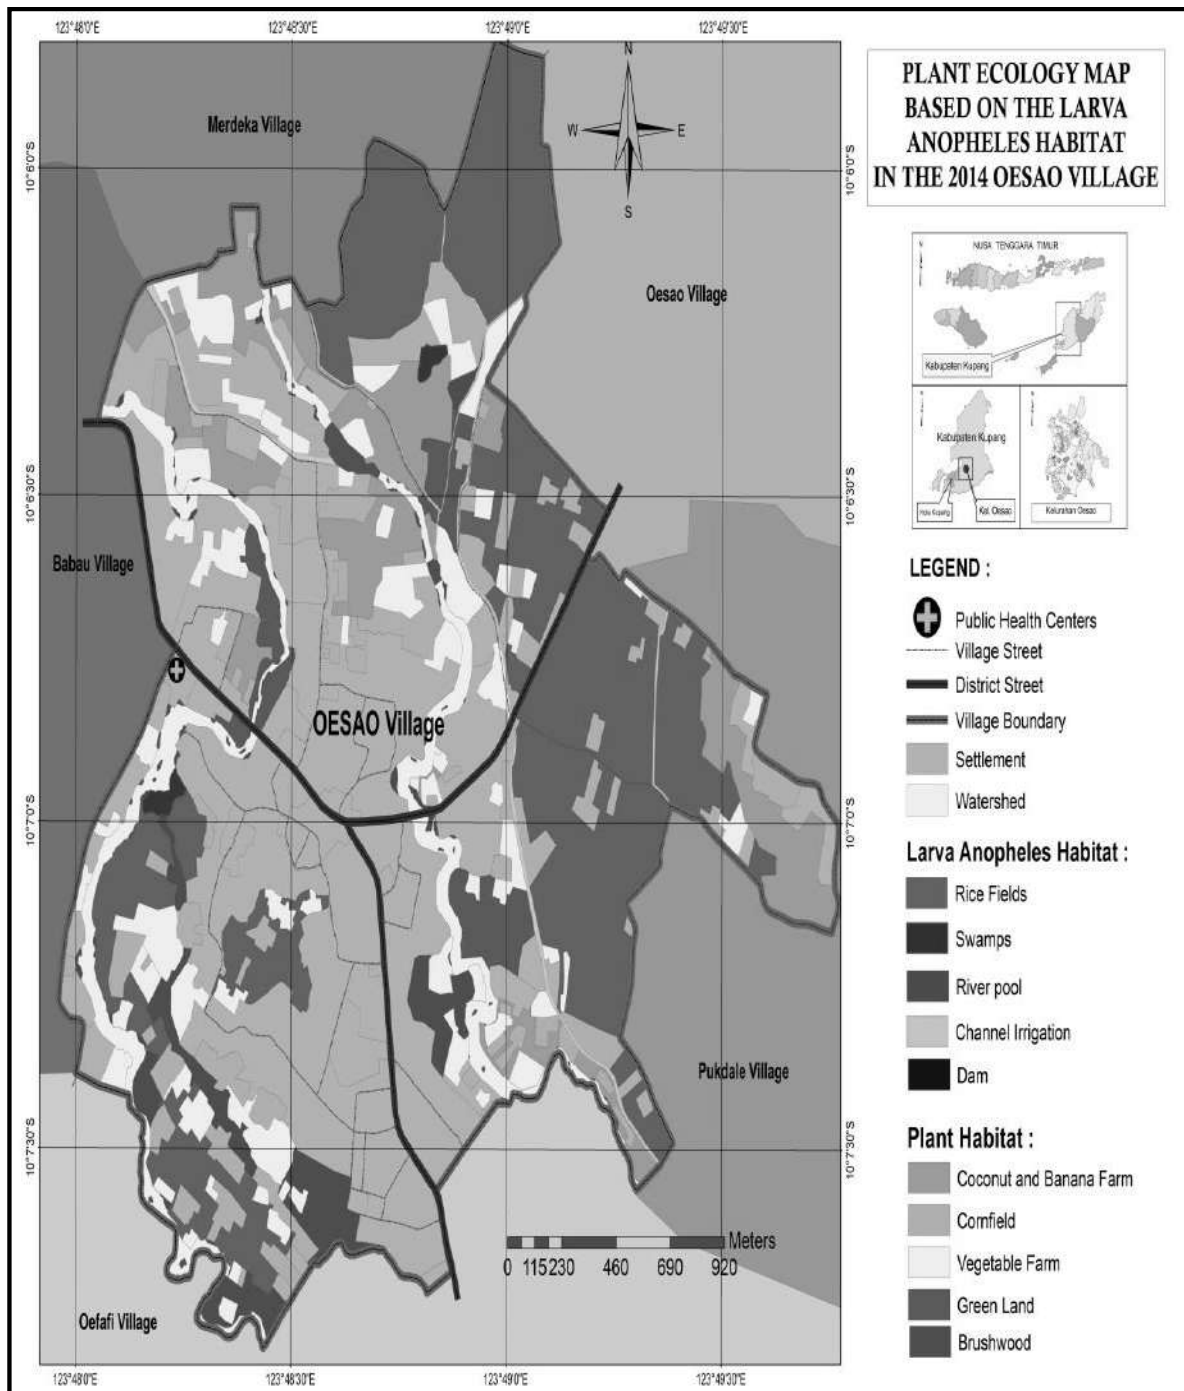 123°48'0"E
123°48'30"E
123°49'0"E
123°49'30"E
PLANT ECOLOGY MAP
BASED ON THE LARVA
ANOPHELES HABITAT
IN THE 2014 OESAO VILLAGE
N
W
E
S
Merdeka Village
10°6'0"S
10°6'0"S
Oesao Village
NUSA TENGGARA TIMUR
Kabupaten Kupang
Kabupaten Kupang
Kel. Oesao
Kelurahan Oesao
10°6'30"S
10°6'30"S
Babau Village
OESAO Village
10°7'0"S
10°7'0"S
Pukdale Village
10°7'30"S
10°7'30"S
Meters
0 115 230 460 690 920
Oefafi Village
123°48'0"E
123°48'30"E
123°49'0"E
123°49'30"E
LEGEND :
Public Health Centers
Village Street
District Street
Village Boundary
Settlement
Watershed
Larva Anopheles Habitat :
Rice Fields
Swamps
River pool
Channel Irrigation
Dam
Plant Habitat :
Coconut and Banana Farm
Cornfield
Vegetable Farm
Green Land
Brushwood